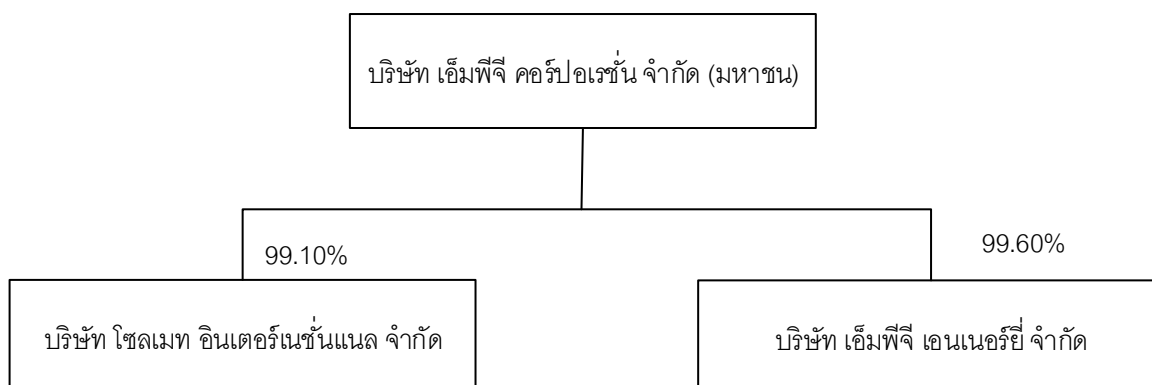 บริษัท เอ็มพีจี คอร์ปอเรชั่น จำกัด (มหาชน)
99.10%
99.60%
บริษัท โซลเมท อินเตอร์เนชั่นแนล จำกัด
บริษัท เอ็มพีจี เอนเนอร์ยี่ จำกัด